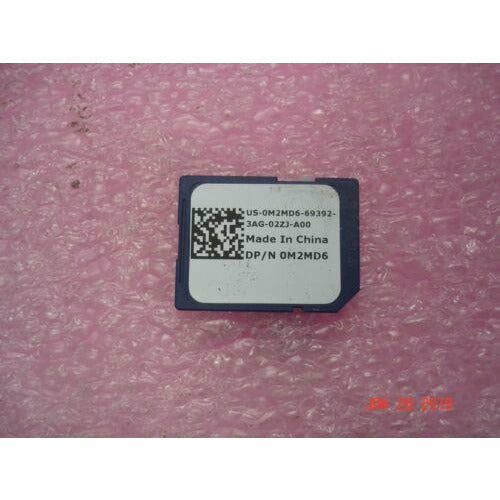 US-0M2MD6-69392-
3AG-02ZJ-A00
Made In China
DP/N 0M2MD6